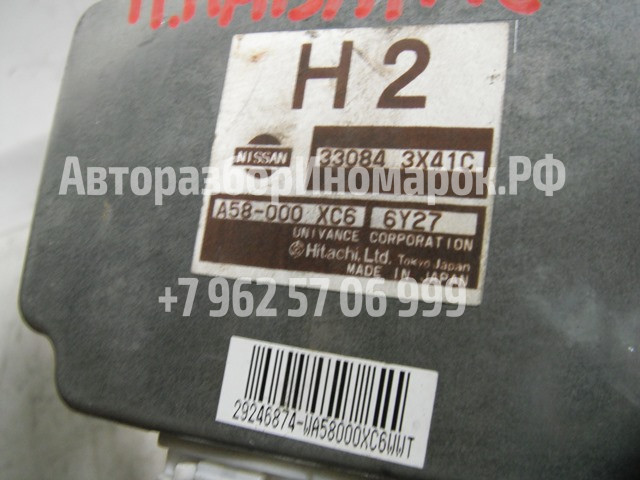 H 2
NISSAN
33084 3X41C
АвторазборИномарок.РФ
A58-000 XC6 6Y27
UNIVANCE CORPORATION
Hitachi, Ltd. Tokyo, Japan
MADE IN JAPAN
+7 962 57 06 999
29246874-WA58000XC6WWT